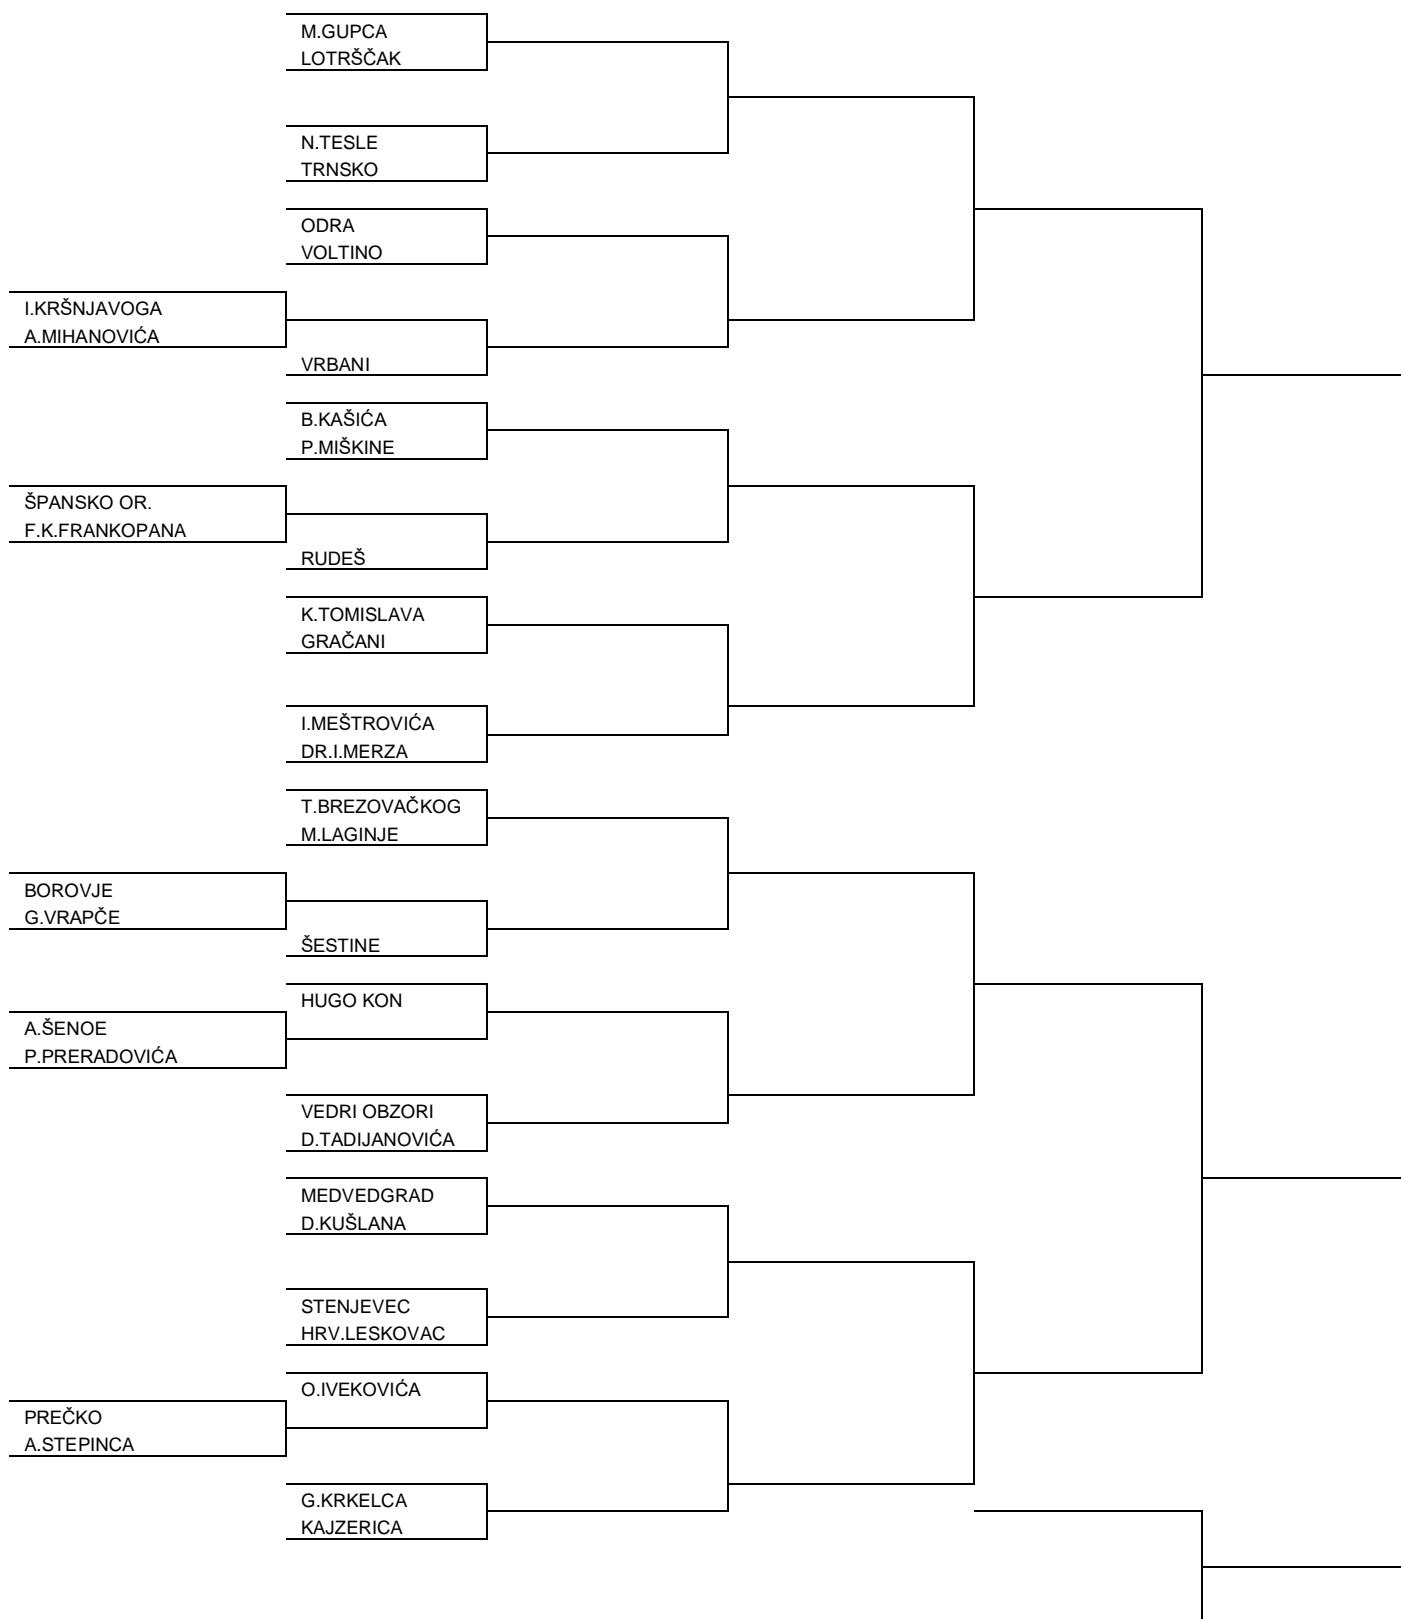 M.GUPCA
LOTRŠČAK
N.TESLE
TRNSKO
ODRA
VOLTINO
I.KRŠNJAVOGA
A.MIHANOVIĆA
VRBANI
B.KAŠIĆA
P.MIŠKINE
ŠPANSKO OR.
F.K.FRANKOPANA
RUDEŠ
K.TOMISLAVA
GRAČANI
I.MEŠTROVIĆA
DR.I.MERZA
T.BREZOVAČKOG
M.LAGINJE
BOROVJE
G.VRAPČE
ŠESTINE
HUGO KON
A.ŠENOE
P.PRERADOVIĆA
VEDRI OBZORI
D.TADIJANOVIĆA
MEDVEDGRAD
D.KUŠLANA
STENJEVEC
HRV.LESKOVAC
O.IVEKOVIĆA
PREČKO
A.STEPINCA
G.KRKELCA
KAJZERICA